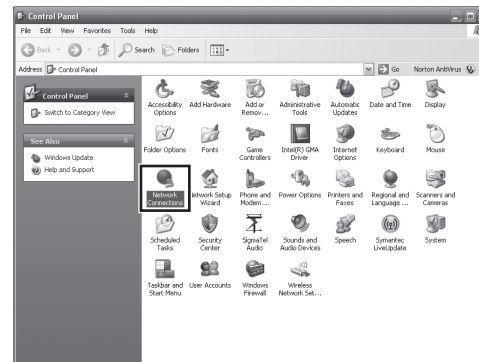 Control Panel
File Edit View Favorites Tools Help
Back Search Folders
Address Control Panel Go Norton AntiVirus
Control Panel
Switch to Category View
See Also
Windows Update
Help and Support
Accessibility Options
Add Hardware
Add or Remov...
Administrative Tools
Automatic Updates
Date and Time
Display
Folder Options
Fonts
Game Controllers
Intel(R) GMA Driver
Internet Options
Keyboard
Mouse
Network Connections
Network Setup Wizard
Phone and Modem ...
Power Options
Printers and Faxes
Regional and Language ...
Scanners and Cameras
Scheduled Tasks
Security Center
SigmaTel Audio
Sounds and Audio Devices
Speech
Symantec LiveUpdate
System
Taskbar and Start Menu
User Accounts
Windows Firewall
Wireless Network Set...